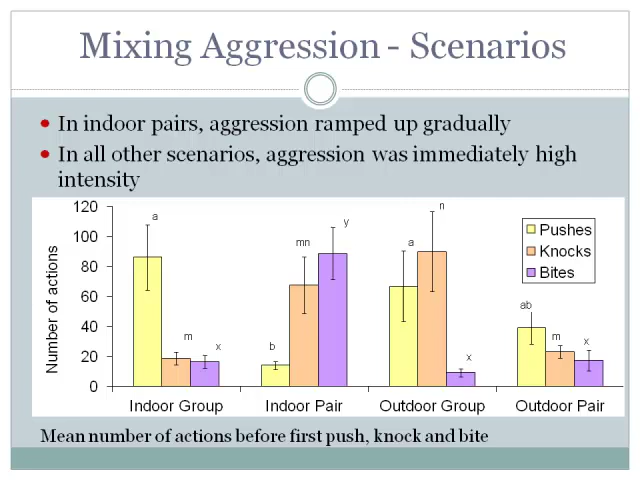 Mixing Aggression - Scenarios
• In indoor pairs, aggression ramped up gradually
• In all other scenarios, aggression was immediately high
intensity
120
100
80
60
40
20
0
Number of actions
a
m
x
b
mn
y
a
n
x
ab
m
x
Pushes
Knocks
Bites
Indoor Group
Indoor Pair
Outdoor Group
Outdoor Pair
Mean number of actions before first push, knock and bite